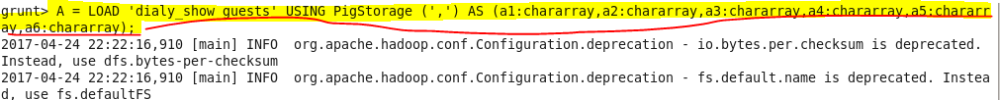 grunt> A = LOAD 'dialy_show_guests' USING PigStorage (',') AS (a1:chararray,a2:chararray,a3:chararray,a4:chararray,a5:chararr
ay,a6:chararray);
2017-04-24 22:22:16,910 [main] INFO  org.apache.hadoop.conf.Configuration.deprecation - io.bytes.per.checksum is deprecated.
Instead, use dfs.bytes-per-checksum
2017-04-24 22:22:16,910 [main] INFO  org.apache.hadoop.conf.Configuration.deprecation - fs.default.name is deprecated. Instea
d, use fs.defaultFS